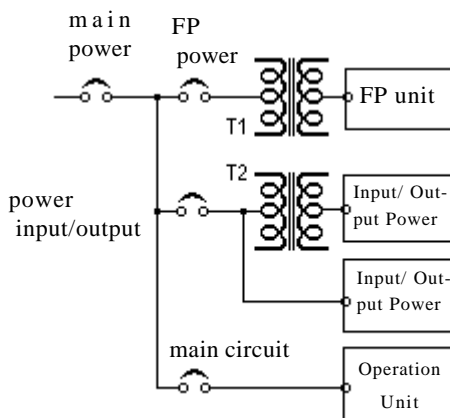 main
power
FP
power
T1
FP unit
T2
power
input/output
Input/ Out-
put Power
Input/ Out-
put Power
main circuit
Operation
Unit